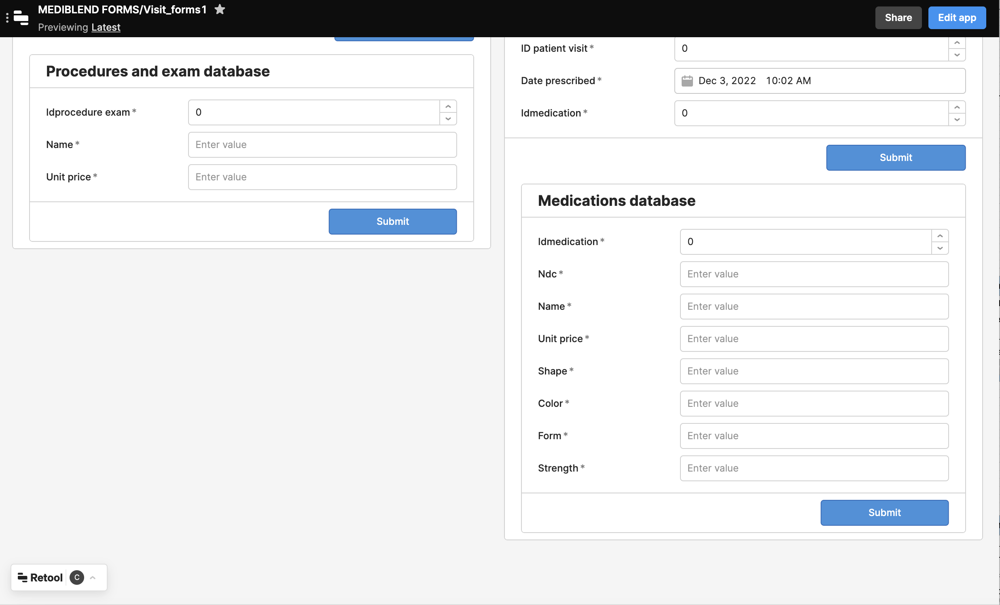 MEDIBLEND FORMS/Visit_forms1
Previewing Latest
Share
Edit app
Procedures and exam database
Idprocedure exam * 0
Name * Enter value
Unit price * Enter value
Submit
ID patient visit * 0
Date prescribed * Dec 3, 2022 10:02 AM
Idmedication * 0
Submit
Medications database
Idmedication * 0
Ndc * Enter value
Name * Enter value
Unit price * Enter value
Shape * Enter value
Color * Enter value
Form * Enter value
Strength * Enter value
Submit
Retool C